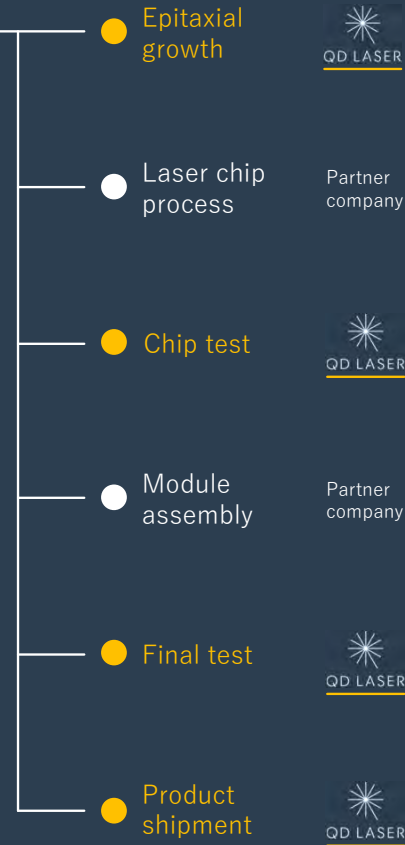 Epitaxial
growth
QD LASER
Laser chip
process
Partner
company
Chip test
QD LASER
Module
assembly
Partner
company
Final test
QD LASER
Product
shipment
QD LASER